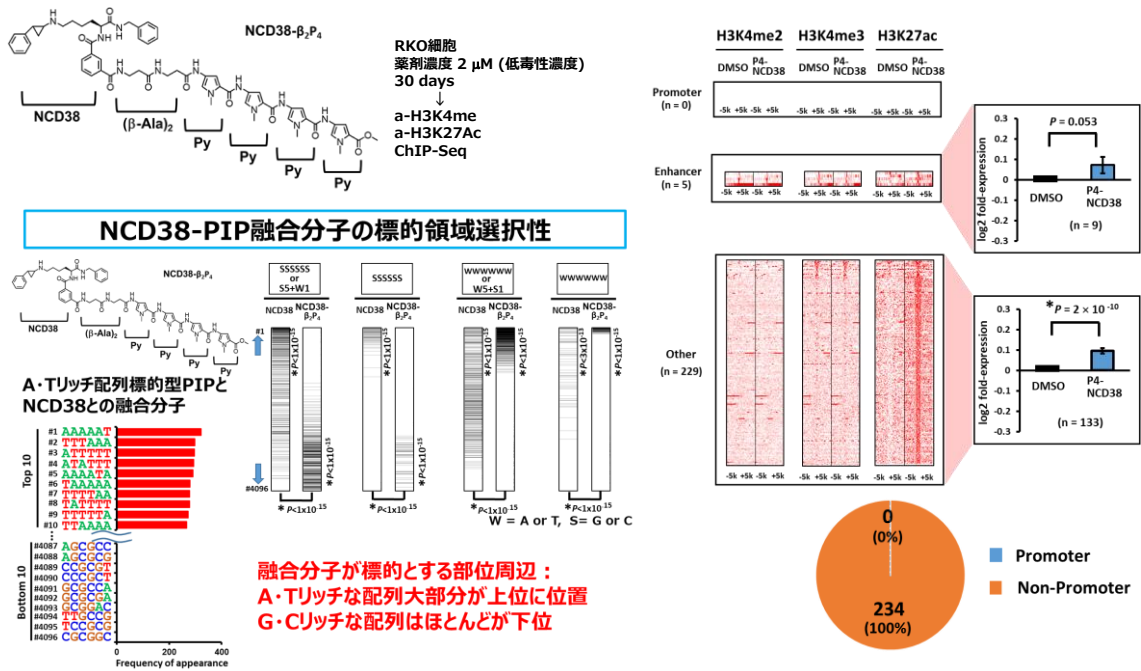 NCD38-β₂P₄
NCD38
(β-Ala)₂
Py
Py
Py
Py
RKO細胞
薬剤濃度 2 μM (低毒性濃度)
30 days
↓
a-H3K4me
a-H3K27Ac
ChIP-Seq
NCD38-PIP融合分子の標的領域選択性
NCD38-β₂P₄
NCD38
(β-Ala)₂
Py
Py
Py
Py
A・Tリッチ配列標的型PIPと
NCD38との融合分子
Top 10
#1 AAAAAT
#2 TTTAAA
#3 ATTTTT
#4 ATATTT
#5 AAAATA
#6 TAAAAA
#7 TTTTAA
#8 TATTTT
#9 TTTTTA
#10 TTAAAA
Bottom 10
#4087 AGCGCC
#4088 AGCGCG
#4089 CCGCGT
#4090 CCCGCT
#4091 GCGCCA
#4092 GCGCGA
#4093 GCGGAC
#4094 TTGCCG
#4095 TCCGCG
#4096 CGCGGC
0 200 400
Frequency of appearance
SSSSSS
or
S5+W1
SSSSSS
WWWWWW
or
W5+S1
WWWWWW
NCD38 NCD38-β₂P₄
NCD38 NCD38-β₂P₄
NCD38 NCD38-β₂P₄
NCD38 NCD38-β₂P₄
#1
#4096
*P<1x10⁻¹⁵
*P<1x10⁻¹⁵
*P<1x10⁻¹⁵
*P<1x10⁻¹⁵
*P<3x10⁻¹³
*P<1x10⁻¹⁵
*P<1x10⁻¹⁵
*P<1x10⁻¹⁵
*P<1x10⁻¹⁵
*P<1x10⁻¹⁵
*P<1x10⁻¹⁵
*P<1x10⁻¹⁵
W = A or T, S= G or C
融合分子が標的とする部位周辺：
A・Tリッチな配列大部分が上位に位置
G・Cリッチな配列はほとんどが下位
H3K4me2 H3K4me3 H3K27ac
DMSO P4-NCD38 DMSO P4-NCD38 DMSO P4-NCD38
Promoter
(n = 0)
-5k +5k -5k +5k -5k +5k -5k +5k -5k +5k -5k +5k
Enhancer
(n = 5)
-5k +5k -5k +5k -5k +5k -5k +5k -5k +5k -5k +5k
Other
(n = 229)
-5k +5k -5k +5k -5k +5k -5k +5k -5k +5k -5k +5k
log2 fold-expression
0.3
0.2
0.1
0
-0.1
-0.2
-0.3
P = 0.053
DMSO
P4-
NCD38
(n = 9)
log2 fold-expression
0.3
0.2
0.1
0
-0.1
-0.2
-0.3
*P = 2 × 10⁻¹⁰
DMSO
P4-
NCD38
(n = 133)
0
(0%)
234
(100%)
Promoter
Non-Promoter